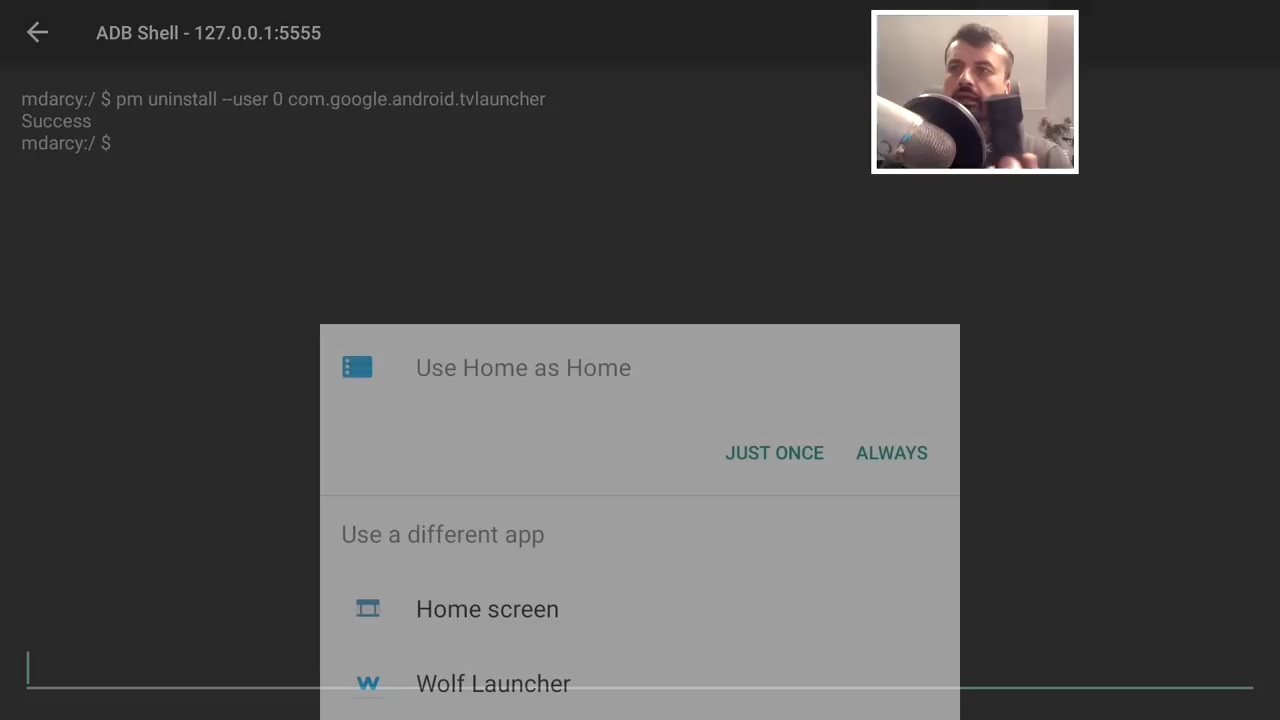 ADB Shell - 127.0.0.1:5555
mdarcy:/ $ pm uninstall --user 0 com.google.android.tvlauncher
Success
mdarcy:/ $
Use Home as Home
JUST ONCE ALWAYS
Use a different app
Home screen
W Wolf Launcher